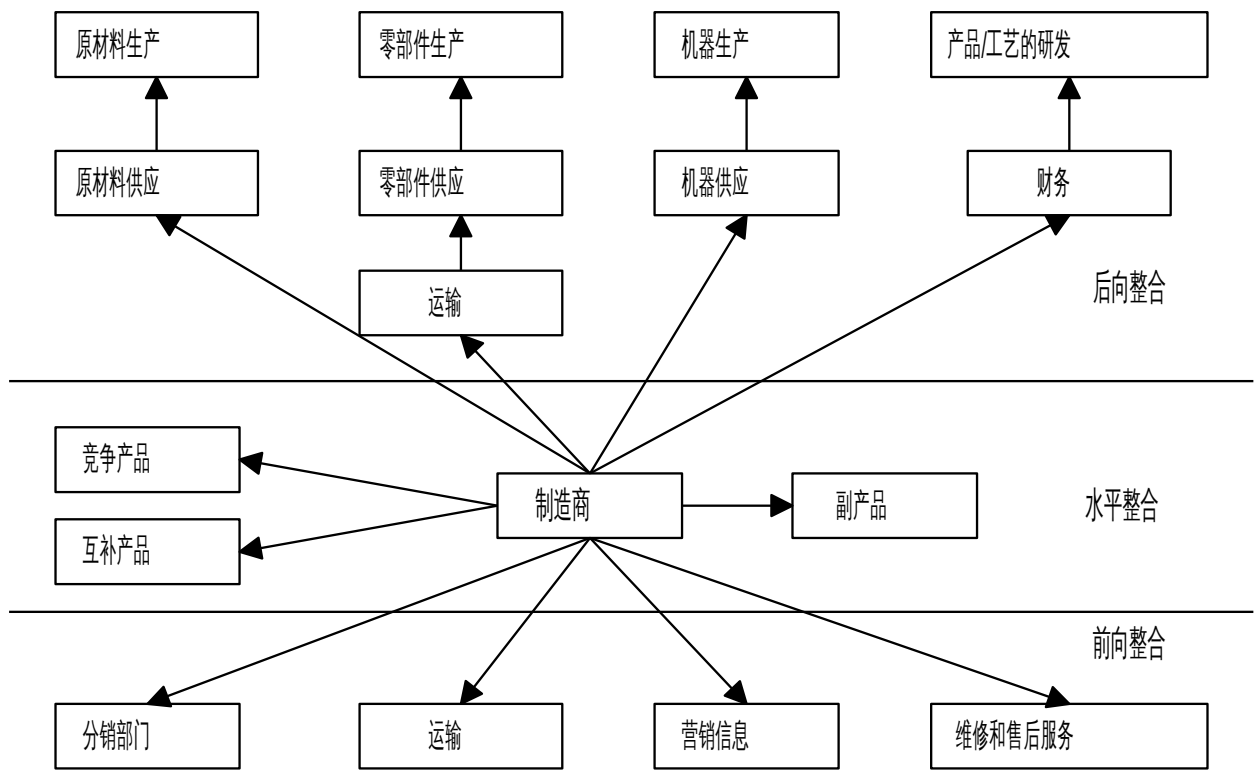 原材料生产
零部件生产
机器生产
产品/工艺的研发
原材料供应
零部件供应
机器供应
财务
运输
后向整合
竞争产品
制造商
副产品
水平整合
互补产品
前向整合
分销部门
运输
营销信息
维修和售后服务